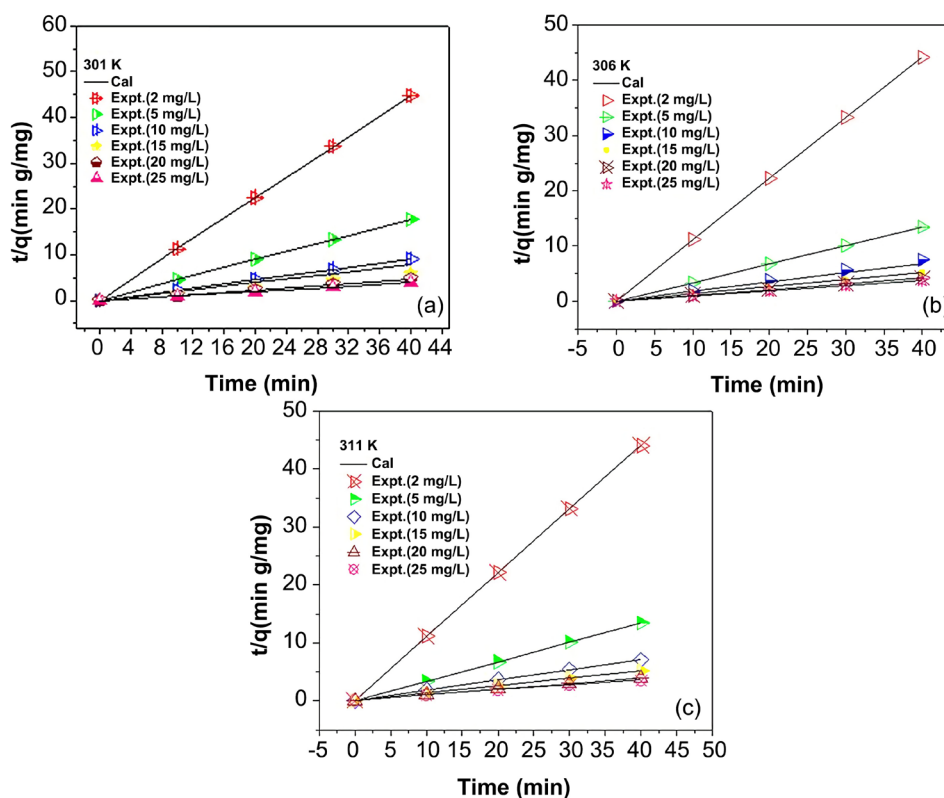 60
50
40
30
20
10
0
t/q(min g/mg)
301 K
Cal
Expt.(2 mg/L)
Expt.(5 mg/L)
Expt.(10 mg/L)
Expt.(15 mg/L)
Expt.(20 mg/L)
Expt.(25 mg/L)
(a)
0 4 8 12 16 20 24 28 32 36 40 44
Time (min)
50
40
30
20
10
0
t/q(min g/mg)
306 K
Cal
Expt.(2 mg/L)
Expt.(5 mg/L)
Expt.(10 mg/L)
Expt.(15 mg/L)
Expt.(20 mg/L)
Expt.(25 mg/L)
(b)
-5 0 5 10 15 20 25 30 35 40
Time (min)
50
40
30
20
10
0
t/q(min g/mg)
311 K
Cal
Expt.(2 mg/L)
Expt.(5 mg/L)
Expt.(10 mg/L)
Expt.(15 mg/L)
Expt.(20 mg/L)
Expt.(25 mg/L)
(c)
-5 0 5 10 15 20 25 30 35 40 45 50
Time (min)